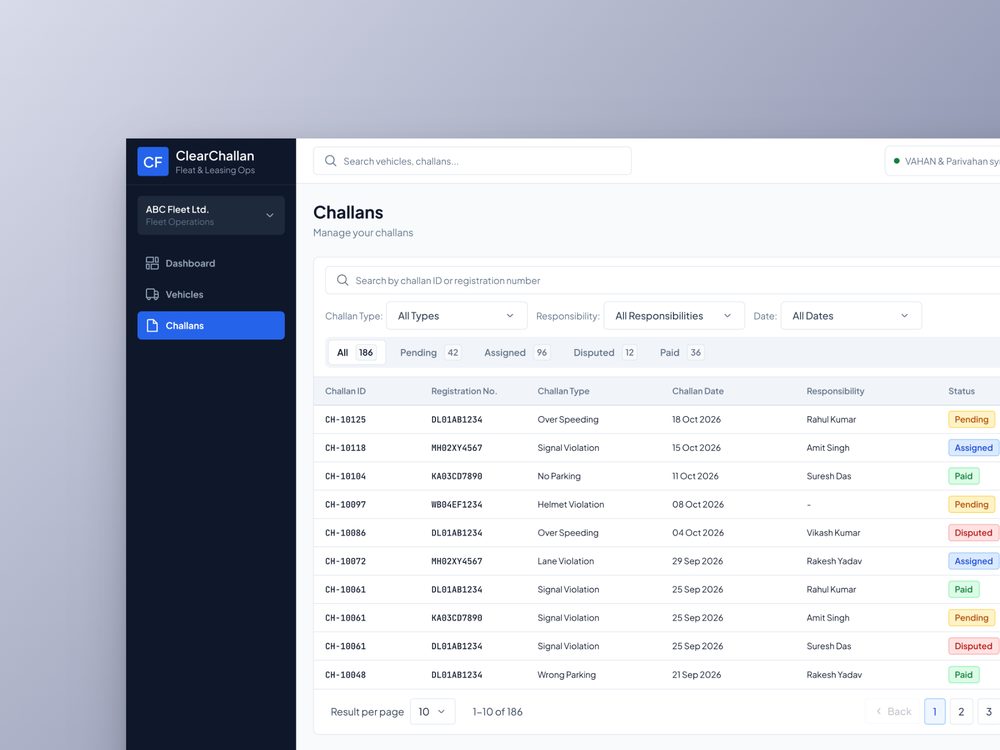 CF
ClearChallan
Fleat & Leasing Ops
ABC Fleet Ltd.
Fleet Operations
Dashboard
Vehicles
Challans
Search vehicles, challans...
VAHAN & Parivahan sy
Challans
Manage your challans
Search by challan ID or registration number
Challan Type: All Types Responsibility: All Responsibilities Date: All Dates
All 186 Pending 42 Assigned 96 Disputed 12 Paid 36
Challan ID Registration No. Challan Type Challan Date Responsibility Status
CH-10125 DL01AB1234 Over Speeding 18 Oct 2026 Rahul Kumar Pending
CH-10118 MH02XY4567 Signal Violation 15 Oct 2026 Amit Singh Assigned
CH-10104 KA03CD7890 No Parking 11 Oct 2026 Suresh Das Paid
CH-10097 WB04EF1234 Helmet Violation 08 Oct 2026 - Pending
CH-10086 DL01AB1234 Over Speeding 04 Oct 2026 Vikash Kumar Disputed
CH-10072 MH02XY4567 Lane Violation 29 Sep 2026 Rakesh Yadav Assigned
CH-10061 DL01AB1234 Signal Violation 25 Sep 2026 Rahul Kumar Paid
CH-10061 KA03CD7890 Signal Violation 25 Sep 2026 Amit Singh Pending
CH-10061 DL01AB1234 Signal Violation 25 Sep 2026 Suresh Das Disputed
CH-10048 DL01AB1234 Wrong Parking 21 Sep 2026 Rakesh Yadav Paid
Result per page 10 1-10 of 186 Back 1 2 3